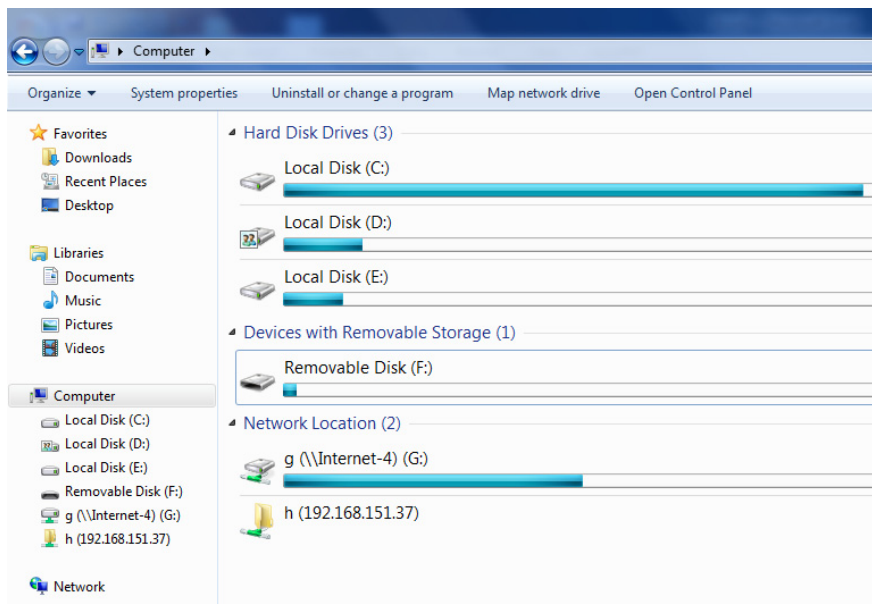 Computer
Organize
System properties
Uninstall or change a program
Map network drive
Open Control Panel
Favorites
Downloads
Recent Places
Desktop
Libraries
Documents
Music
Pictures
Videos
Computer
Local Disk (C:)
Local Disk (D:)
Local Disk (E:)
Removable Disk (F:)
g (\\Internet-4) (G:)
h (192.168.151.37)
Network
Hard Disk Drives (3)
Local Disk (C:)
Local Disk (D:)
Local Disk (E:)
Devices with Removable Storage (1)
Removable Disk (F:)
Network Location (2)
g (\\Internet-4) (G:)
h (192.168.151.37)